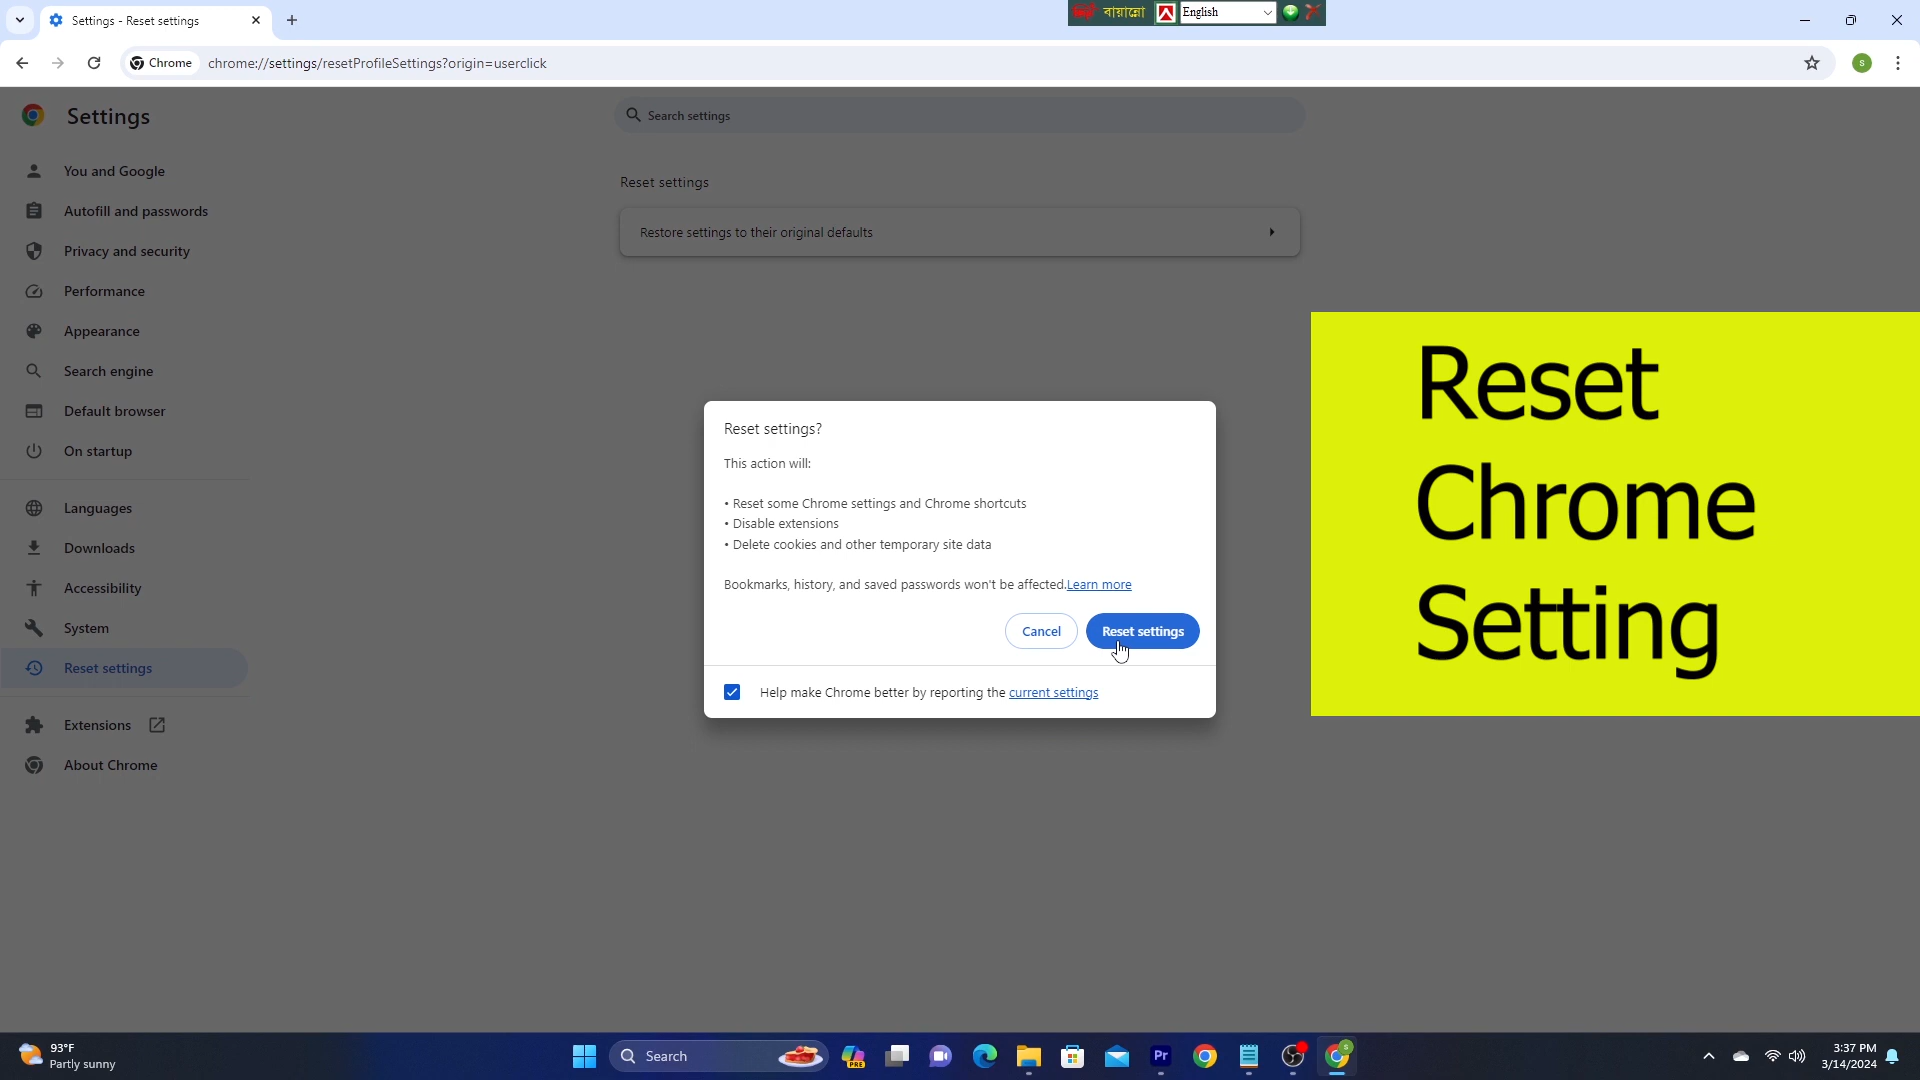 Settings - Reset settings
বায়ান্নো
English
Chrome
chrome://settings/resetProfileSettings?origin=userclick
S
Settings
Search settings
You and Google
Autofill and passwords
Privacy and security
Performance
Appearance
Search engine
Default browser
On startup
Languages
Downloads
Accessibility
System
Reset settings
Extensions
About Chrome
Reset settings
Restore settings to their original defaults
Reset settings?
This action will:
• Reset some Chrome settings and Chrome shortcuts
• Disable extensions
• Delete cookies and other temporary site data
Bookmarks, history, and saved passwords won't be affected.Learn more
Cancel
Reset settings
Help make Chrome better by reporting the current settings
Reset
Chrome
Setting
93°F
Partly sunny
Search
PRE
Pr
S
3:37 PM
3/14/2024